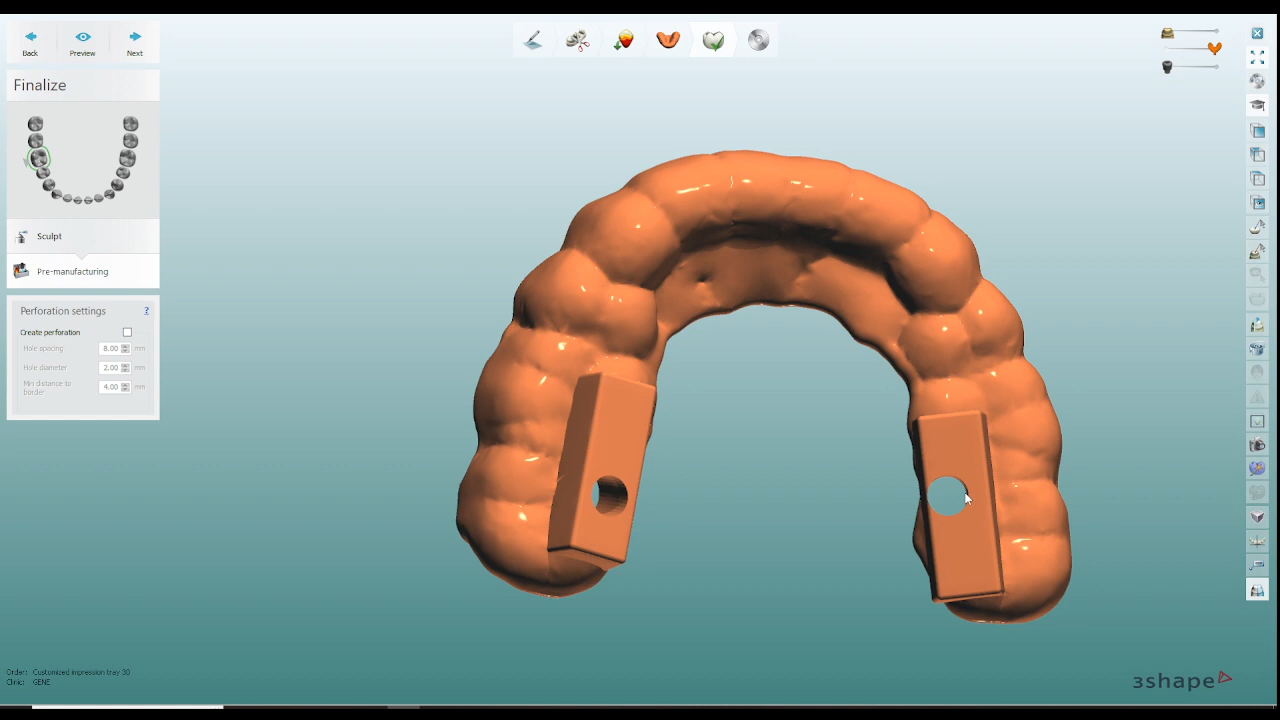 Back
Preview
Next
Finalize
Sculpt
Pre-manufacturing
Perforation settings ?
Create perforation
Hole spacing 8.00 mm
Hole diameter 2.00 mm
Min distance to border 4.00 mm
Order: Customized impression tray 30
Clinic: GENE
3shape